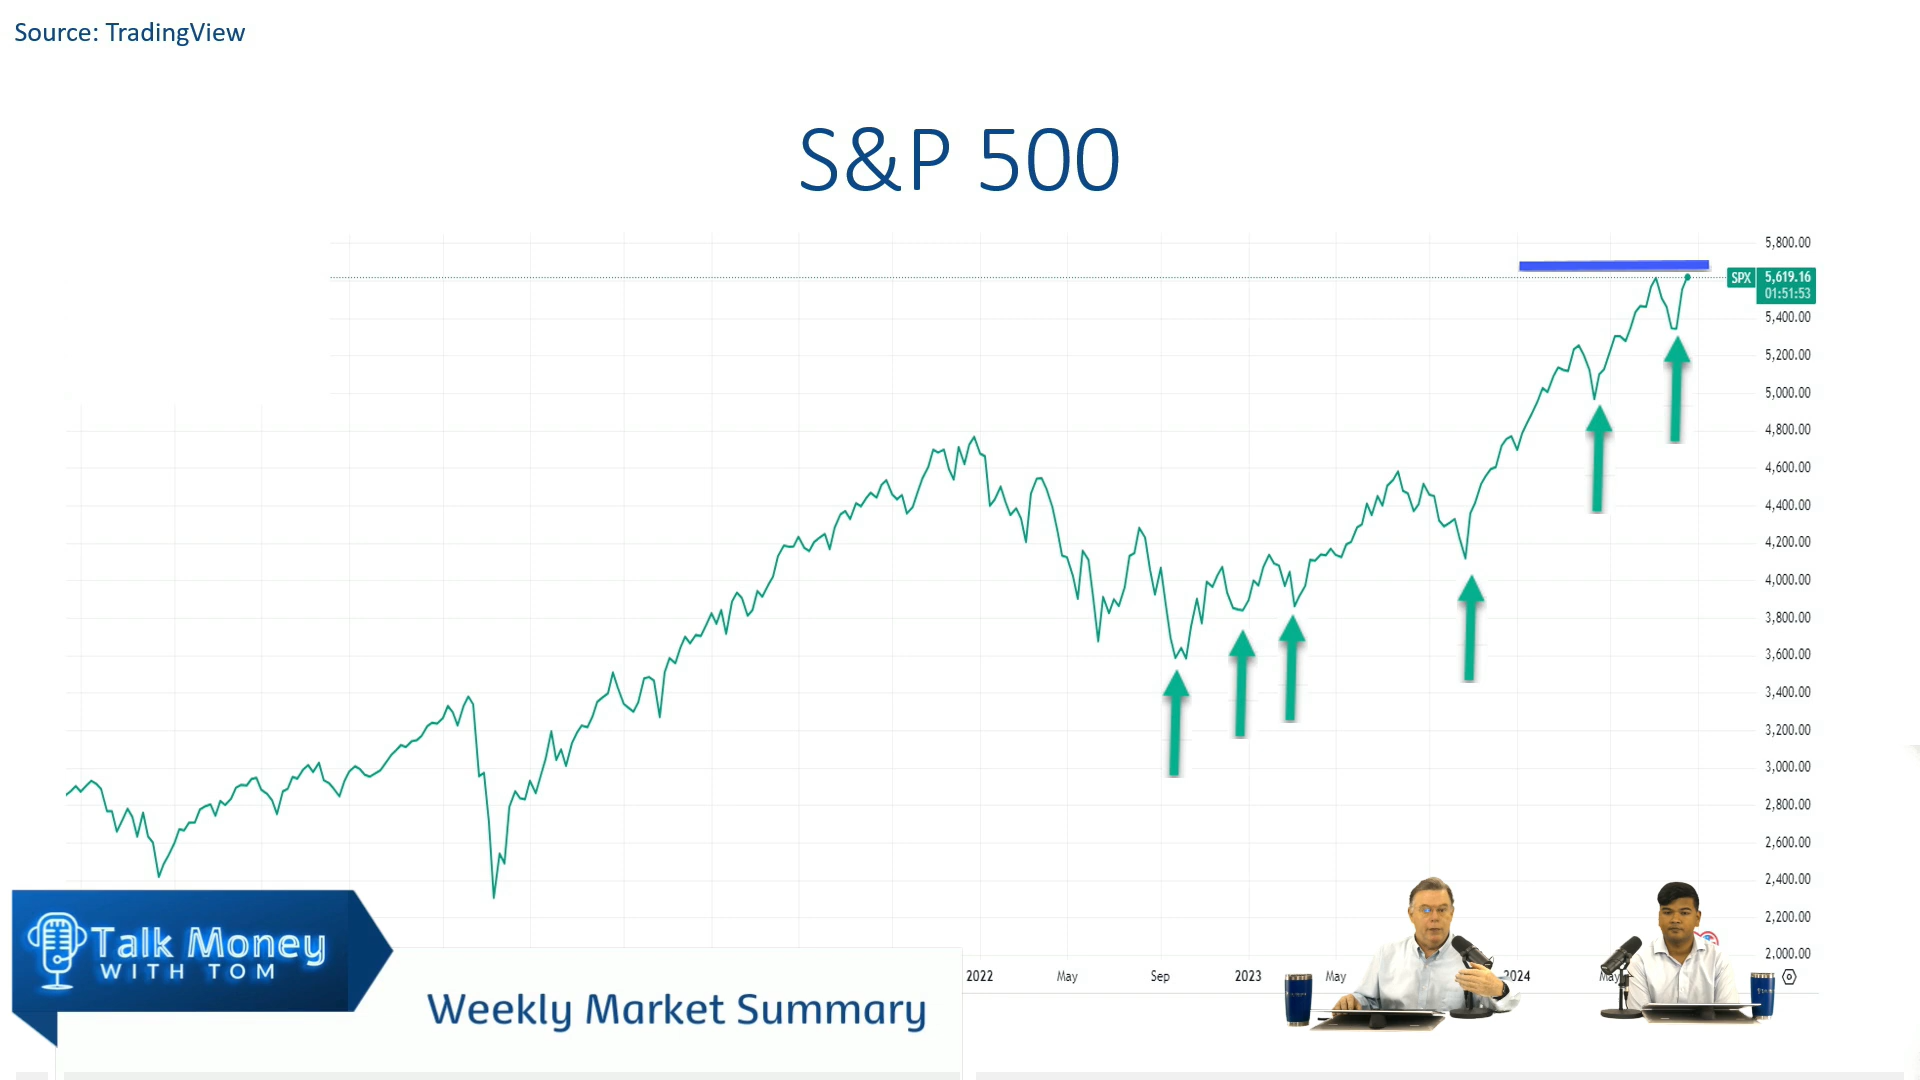 Source: TradingView
S&P 500
5,800.00
SPX 5,619.16
01:51:53
5,400.00
5,200.00
5,000.00
4,800.00
4,600.00
4,400.00
4,200.00
4,000.00
3,800.00
3,600.00
3,400.00
3,200.00
3,000.00
2,800.00
2,600.00
2,400.00
2,200.00
2,000.00
2022 May Sep 2023 May 2024 May
Talk Money
WITH TOM
Weekly Market Summary